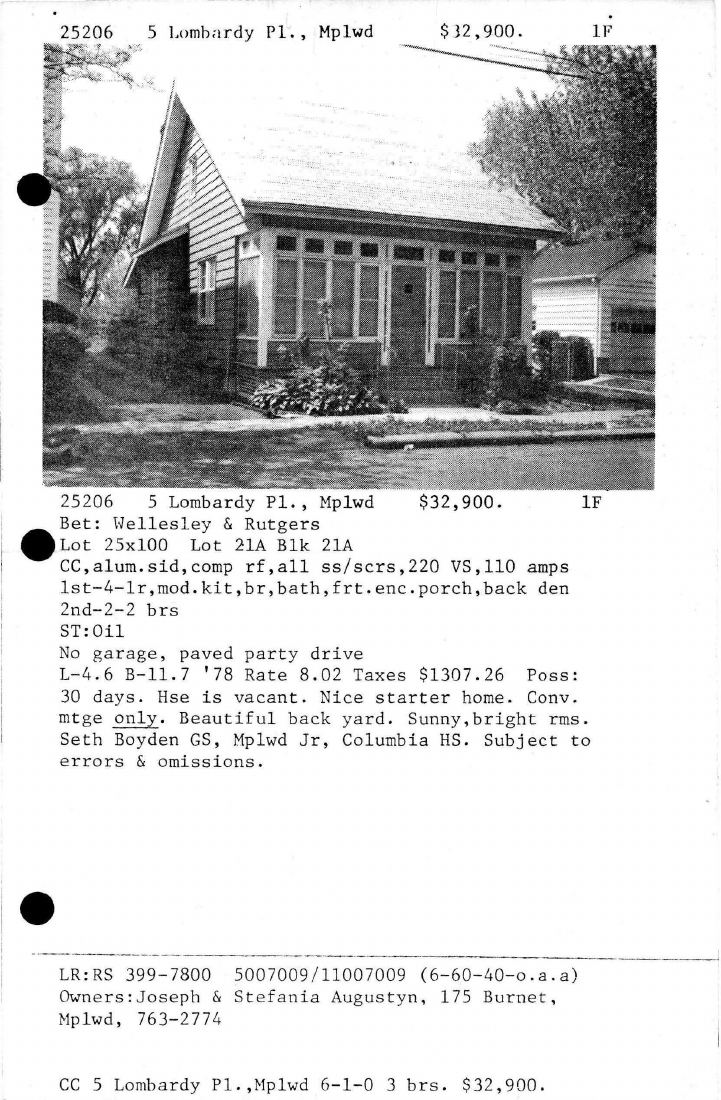 25206 5 Lombardy Pl., Mplwd $32,900. 1F
25206 5 Lombardy Pl., Mplwd $32,900. 1F
Bet: Wellesley & Rutgers
Lot 25x100 Lot 21A Blk 21A
CC,alum.sid,comp rf,all ss/scrs,220 VS,110 amps
1st-4-lr,mod.kit,br,bath,frt.enc.porch,back den
2nd-2-2 brs
ST:Oil
No garage, paved party drive
L-4.6 B-11.7 '78 Rate 8.02 Taxes $1307.26 Poss:
30 days. Hse is vacant. Nice starter home. Conv.
mtge only. Beautiful back yard. Sunny,bright rms.
Seth Boyden GS, Mplwd Jr, Columbia HS. Subject to
errors & omissions.
LR:RS 399-7800 5007009/11007009 (6-60-40-o.a.a)
Owners:Joseph & Stefania Augustyn, 175 Burnet,
Mplwd, 763-2774
CC 5 Lombardy Pl.,Mplwd 6-1-0 3 brs. $32,900.